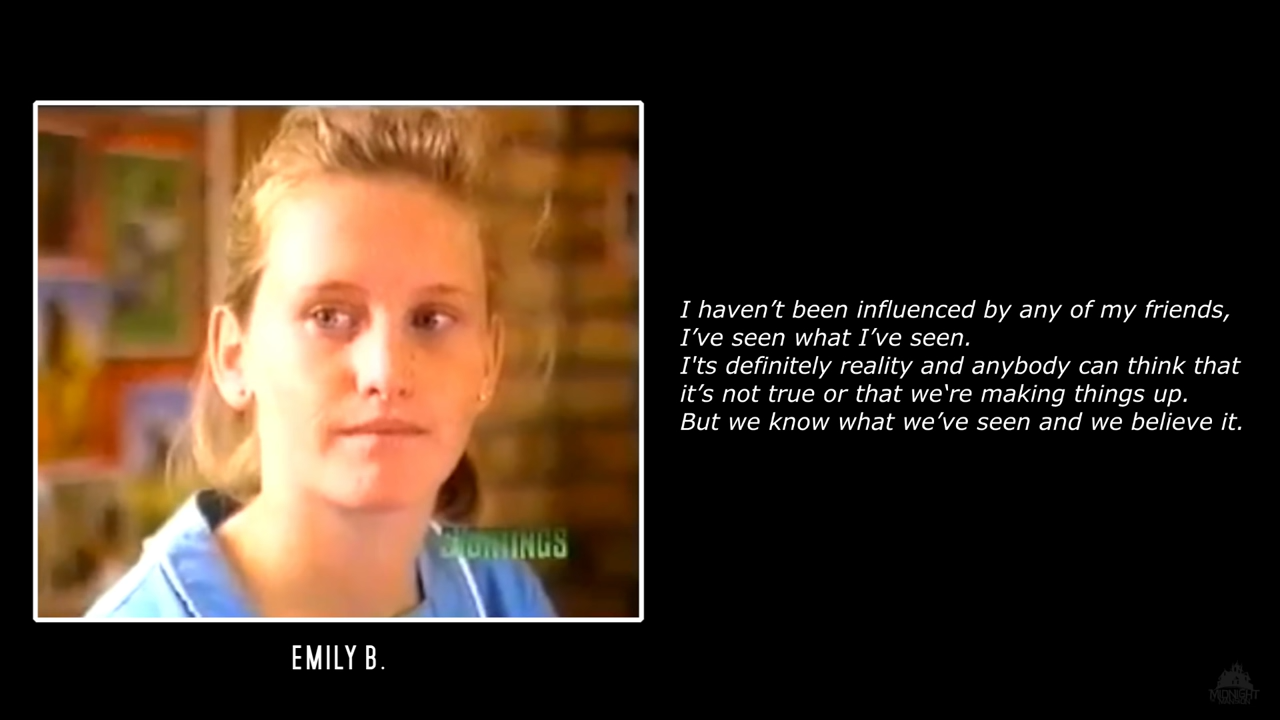 SIGHTINGS
EMILY B.
I haven’t been influenced by any of my friends,
I’ve seen what I’ve seen.
I'ts definitely reality and anybody can think that
it’s not true or that we‘re making things up.
But we know what we’ve seen and we believe it.
MIDNIGHT